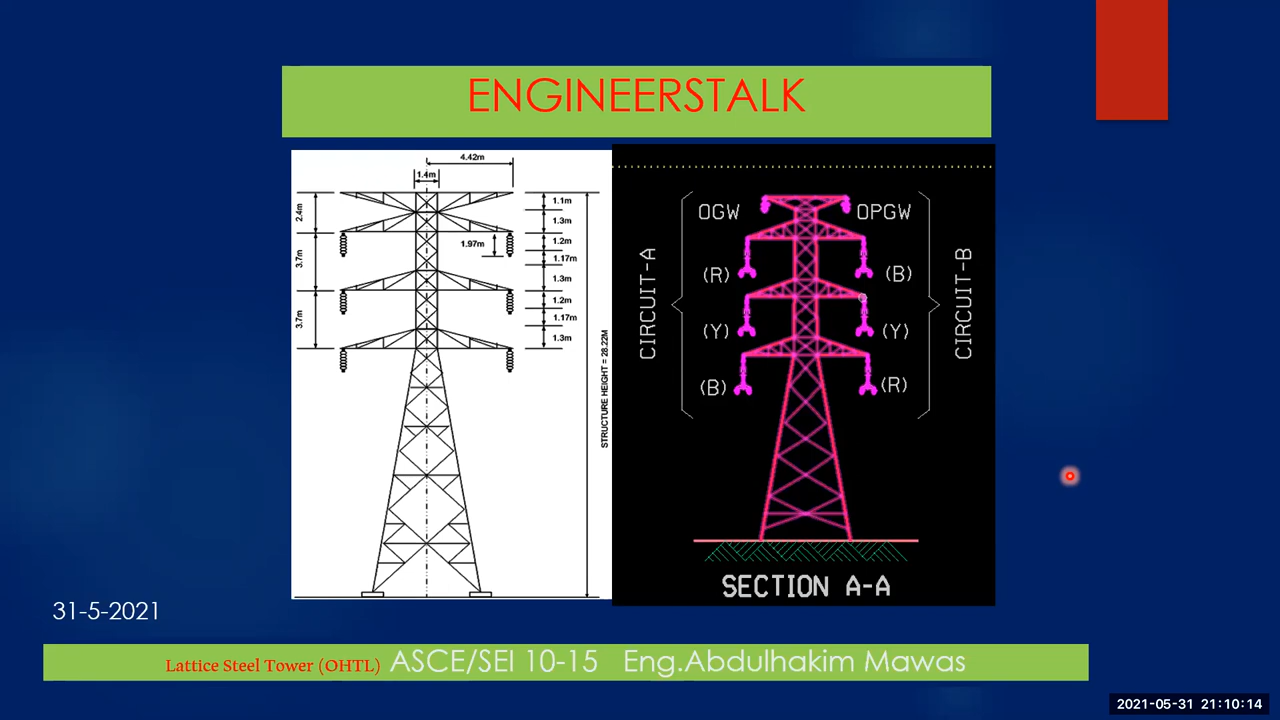 ENGINEERSTALK
4.42m
1.4m
2.4m
3.7m
3.7m
1.97m
1.1m
1.3m
1.2m
1.17m
1.3m
1.2m
1.17m
1.3m
STRUCTURE HEIGHT = 28.22M
OGW
OPGW
CIRCUIT-A
CIRCUIT-B
(R)
(B)
(Y)
(Y)
(B)
(R)
SECTION A-A
31-5-2021
Lattice Steel Tower (OHTL) ASCE/SEI 10-15 Eng.Abdulhakim Mawas
2021-05-31 21:10:14